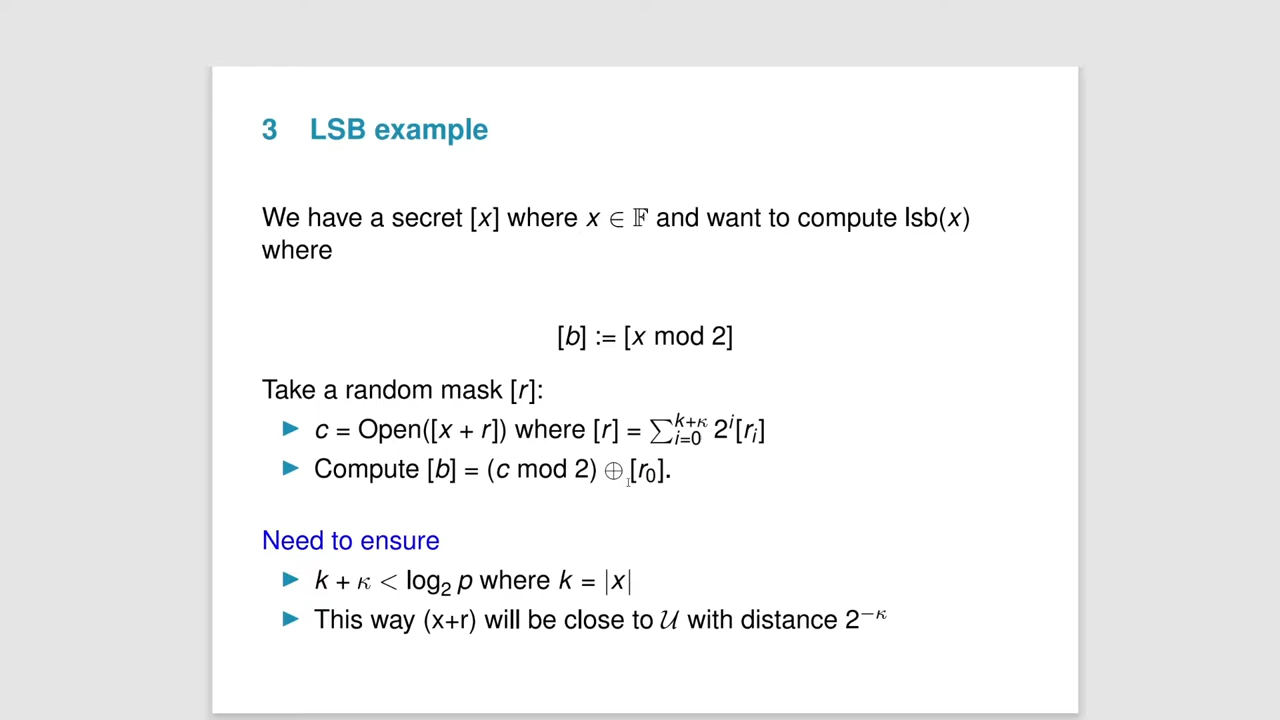 3 LSB example
We have a secret [x] where x ∈ 𝔽 and want to compute lsb(x)
where
[b] := [x mod 2]
Take a random mask [r]:
▶ c = Open([x + r]) where [r] = ∑_{i=0}^{k+κ} 2^i[r_i]
▶ Compute [b] = (c mod 2) ⊕ [r_0].
Need to ensure
▶ k + κ < log_2 p where k = |x|
▶ This way (x+r) will be close to 𝒰 with distance 2^{−κ}